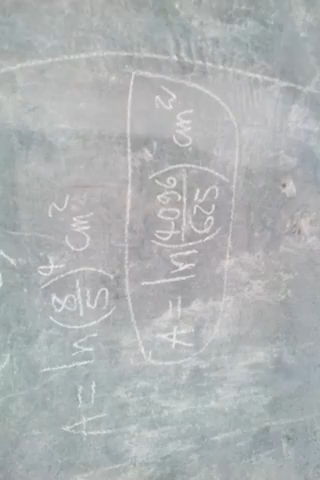 A = ln(8/5)^4 cm^2
A = ln(4096/625) cm^2